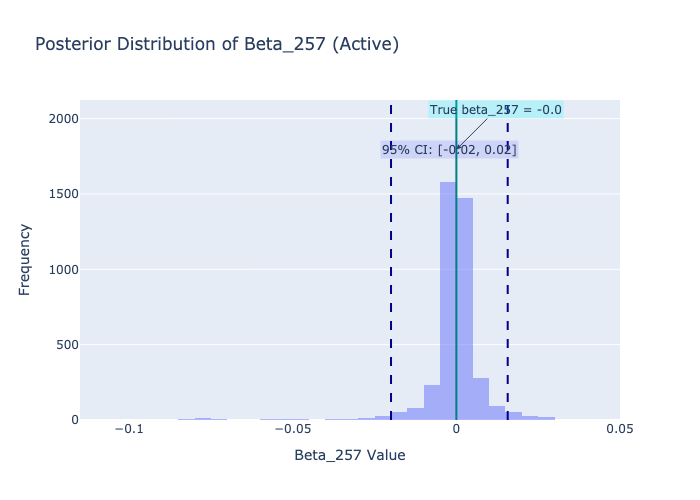 Posterior Distribution of Beta_257 (Active)
2000
True beta_257 = -0.0
95% CI: [-0.02, 0.02]
1500
1000
500
0
Frequency
−0.1
−0.05
0
0.05
Beta_257 Value